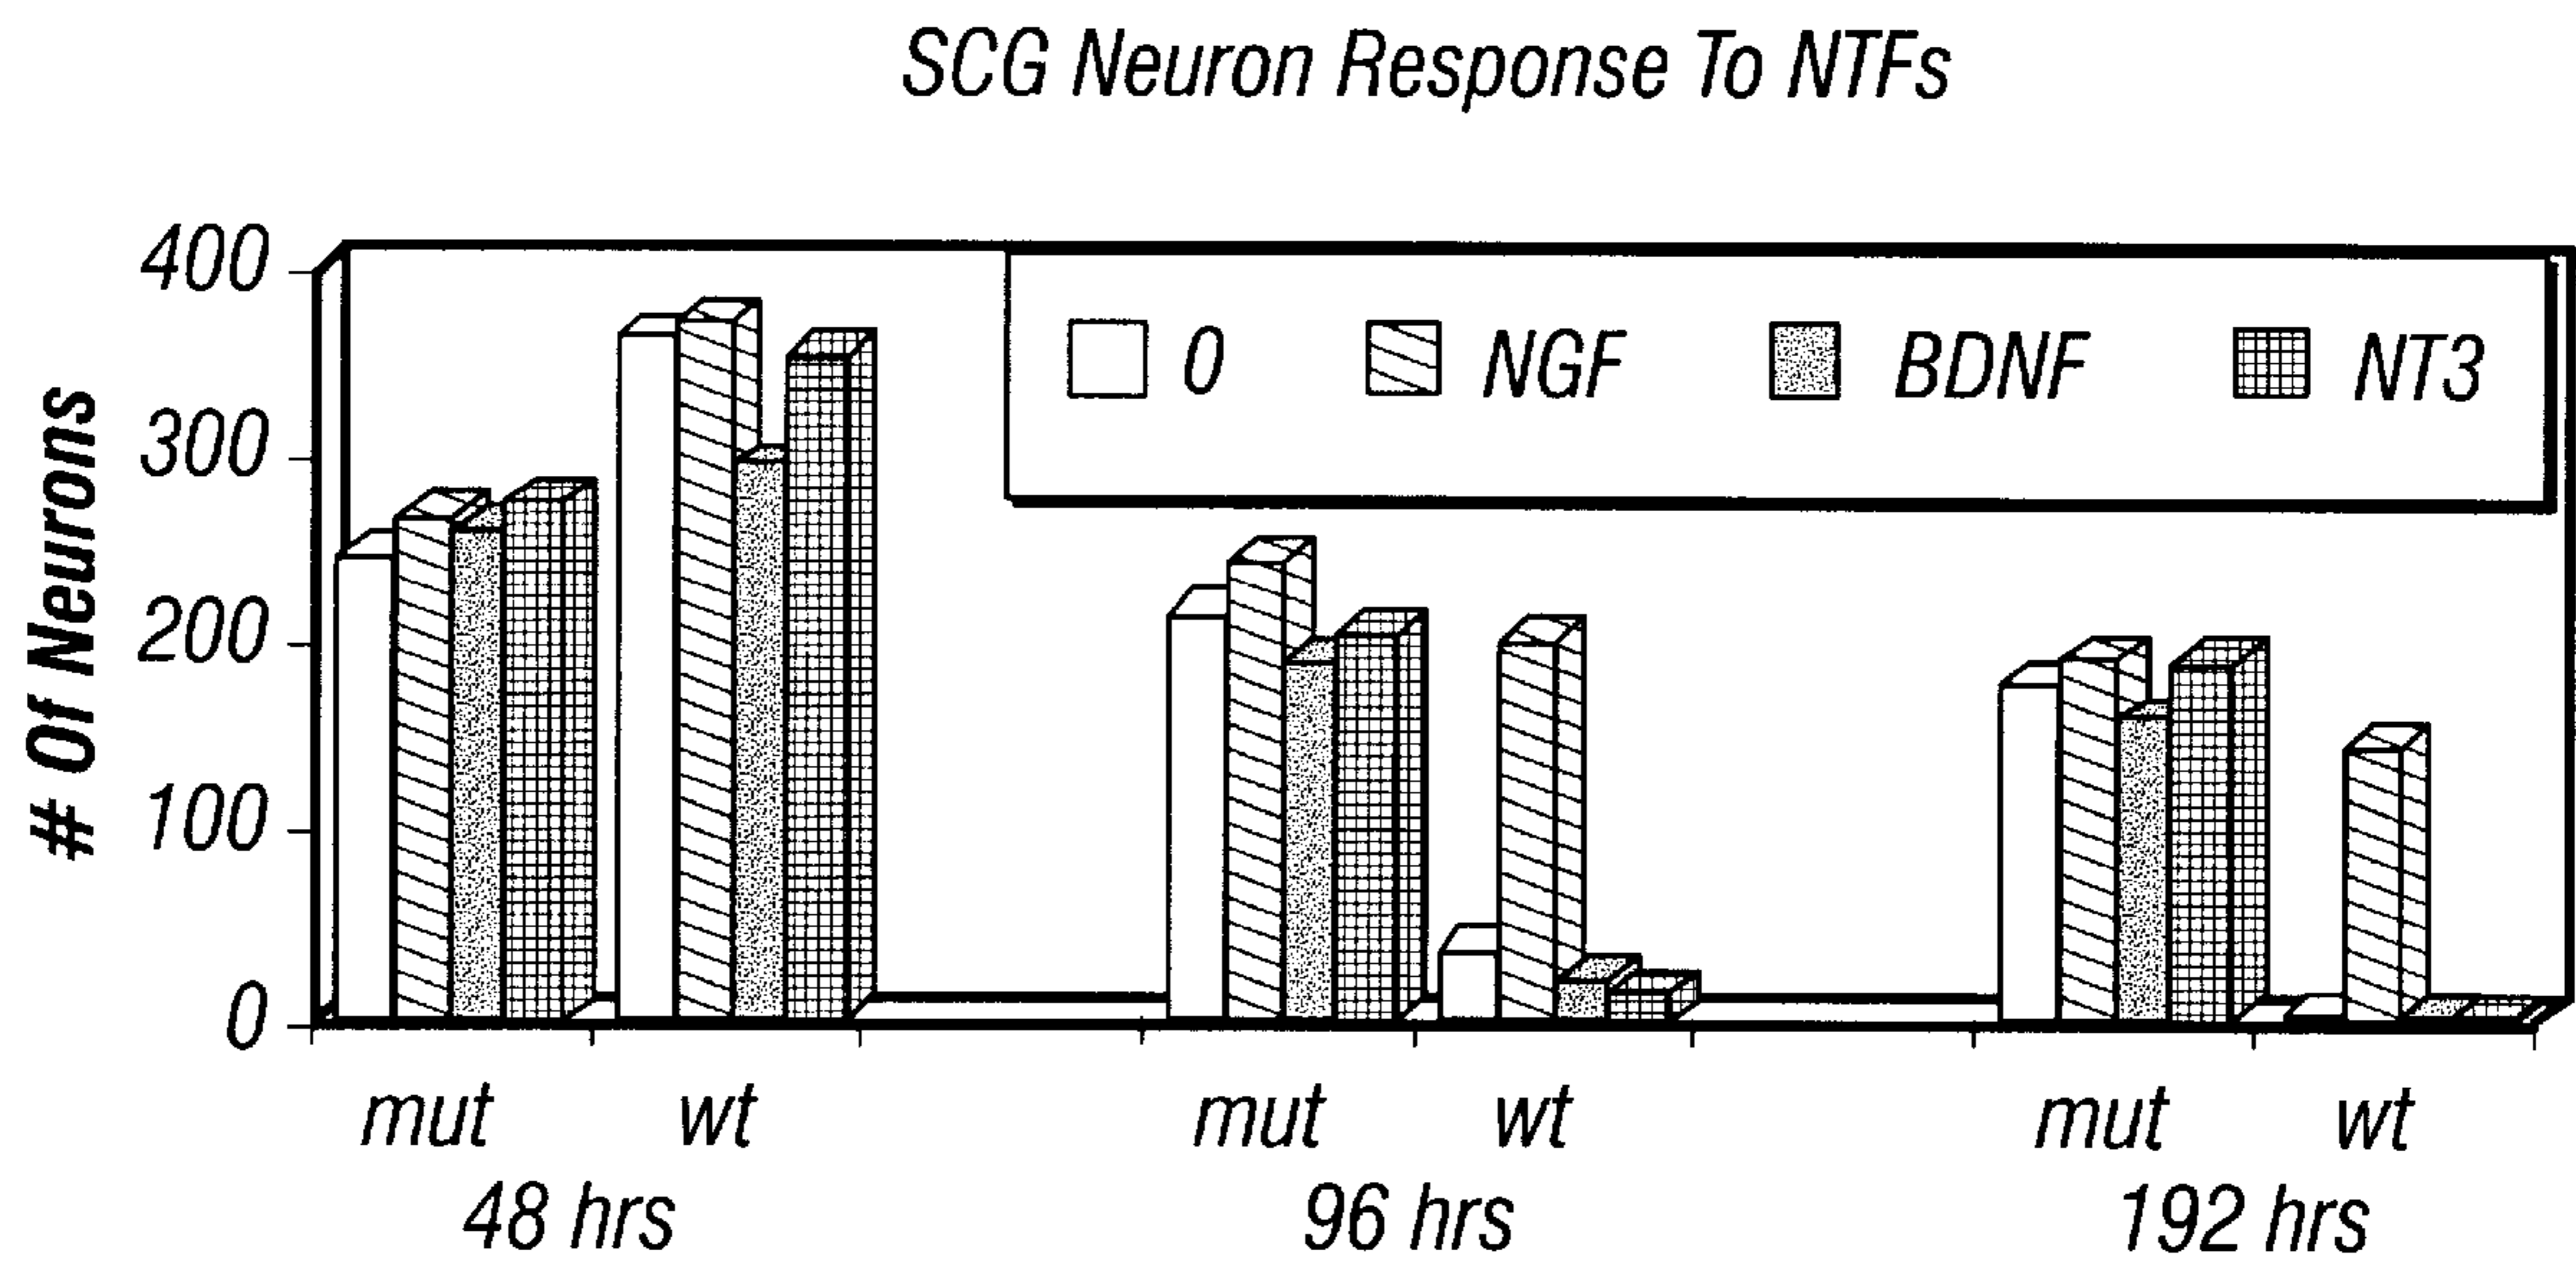 SCG Neuron Response To NTFs
# Of Neurons
400
300
200
100
0
0 NGF BDNF NT3
mut wt mut wt mut wt
48 hrs 96 hrs 192 hrs